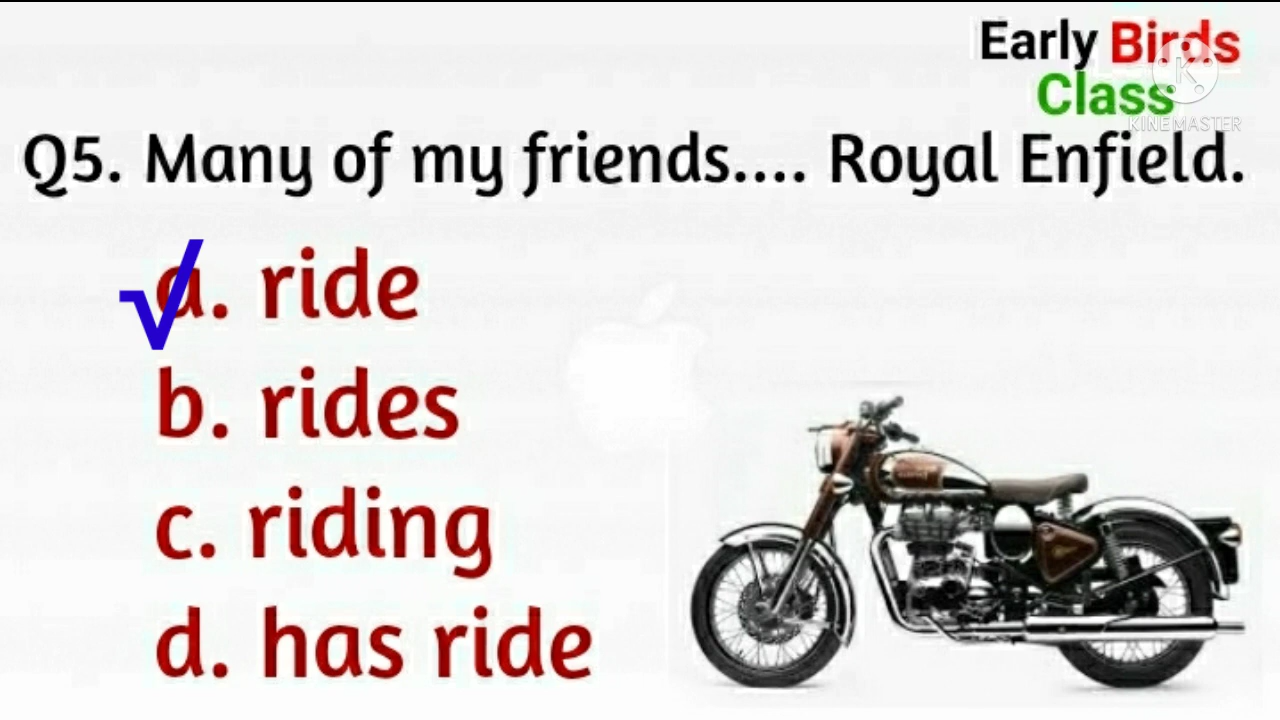 Early Birds
Class
KINEMASTER
Q5. Many of my friends.... Royal Enfield.
√a. ride
b. rides
c. riding
d. has ride